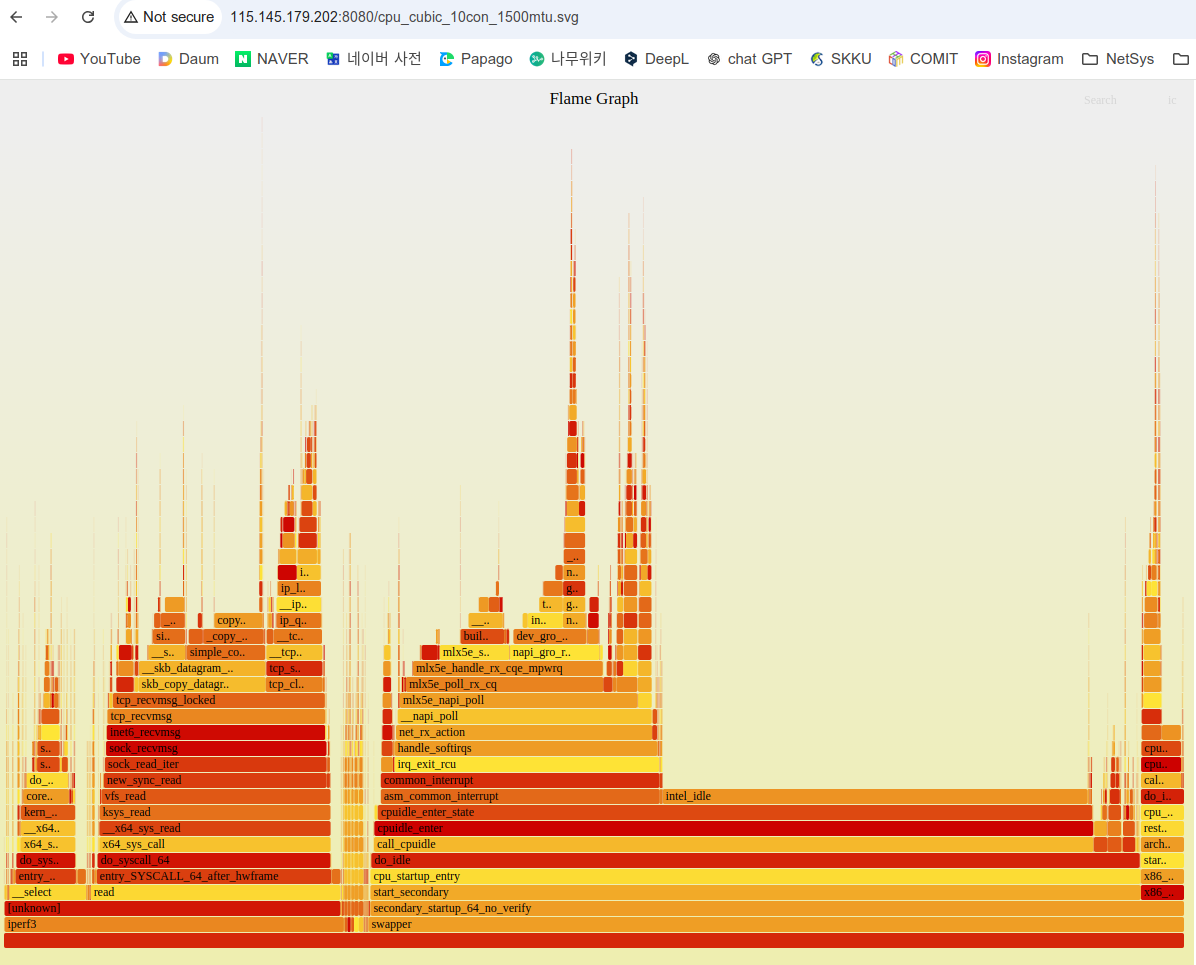 Not secure 115.145.179.202:8080/cpu_cubic_10con_1500mtu.svg
YouTube Daum NAVER 네이버 사전 Papago 나무위키 DeepL chat GPT SKKU COMIT Instagram NetSys
Flame Graph Search ic
i.. n..
ip_l.. g..
__ip.. t.. g..
_.. copy.. ip_q.. __.. in.. n..
si.. _copy_.. __tc.. buil.. dev_gro_..
__s.. simple_co.. __tcp.. mlx5e_s.. napi_gro_r..
__skb_datagram_.. tcp_s.. mlx5e_handle_rx_cqe_mpwrq
skb_copy_datagr.. tcp_cl.. mlx5e_poll_rx_cq
tcp_recvmsg_locked mlx5e_napi_poll
tcp_recvmsg __napi_poll
inet6_recvmsg net_rx_action
s.. sock_recvmsg handle_softirqs cpu..
s.. sock_read_iter irq_exit_rcu cpu..
do_.. new_sync_read common_interrupt cal..
core.. vfs_read asm_common_interrupt intel_idle do_i..
kern_.. ksys_read cpuidle_enter_state cpu_..
__x64.. __x64_sys_read cpuidle_enter rest..
x64_s.. x64_sys_call call_cpuidle arch..
do_sys.. do_syscall_64 do_idle star..
entry_.. entry_SYSCALL_64_after_hwframe cpu_startup_entry x86_..
__select read start_secondary x86_..
[unknown] secondary_startup_64_no_verify
iperf3 swapper